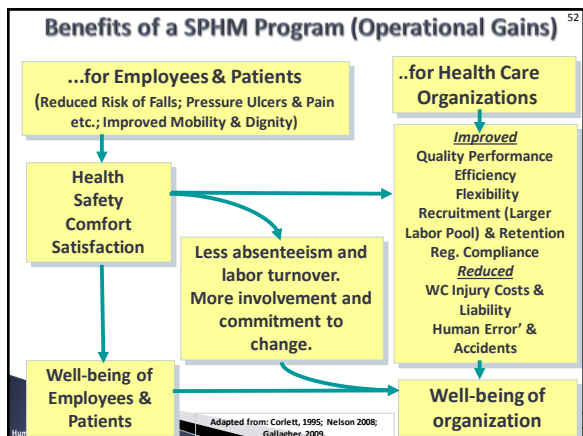 Benefits of a SPHM Program (Operational Gains)
52
...for Employees & Patients
(Reduced Risk of Falls; Pressure Ulcers & Pain
etc.; Improved Mobility & Dignity)
..for Health Care
Organizations
Health
Safety
Comfort
Satisfaction
Less absenteeism and
labor turnover.
More involvement and
commitment to
change.
Improved
Quality Performance
Efficiency
Flexibility
Recruitment (Larger
Labor Pool) & Retention
Reg. Compliance
Reduced
WC Injury Costs &
Liability
Human Error' &
Accidents
Well-being of
Employees &
Patients
Well-being of
organization
Adapted from: Corlett, 1995; Nelson 2008;
Gallagher, 2009.